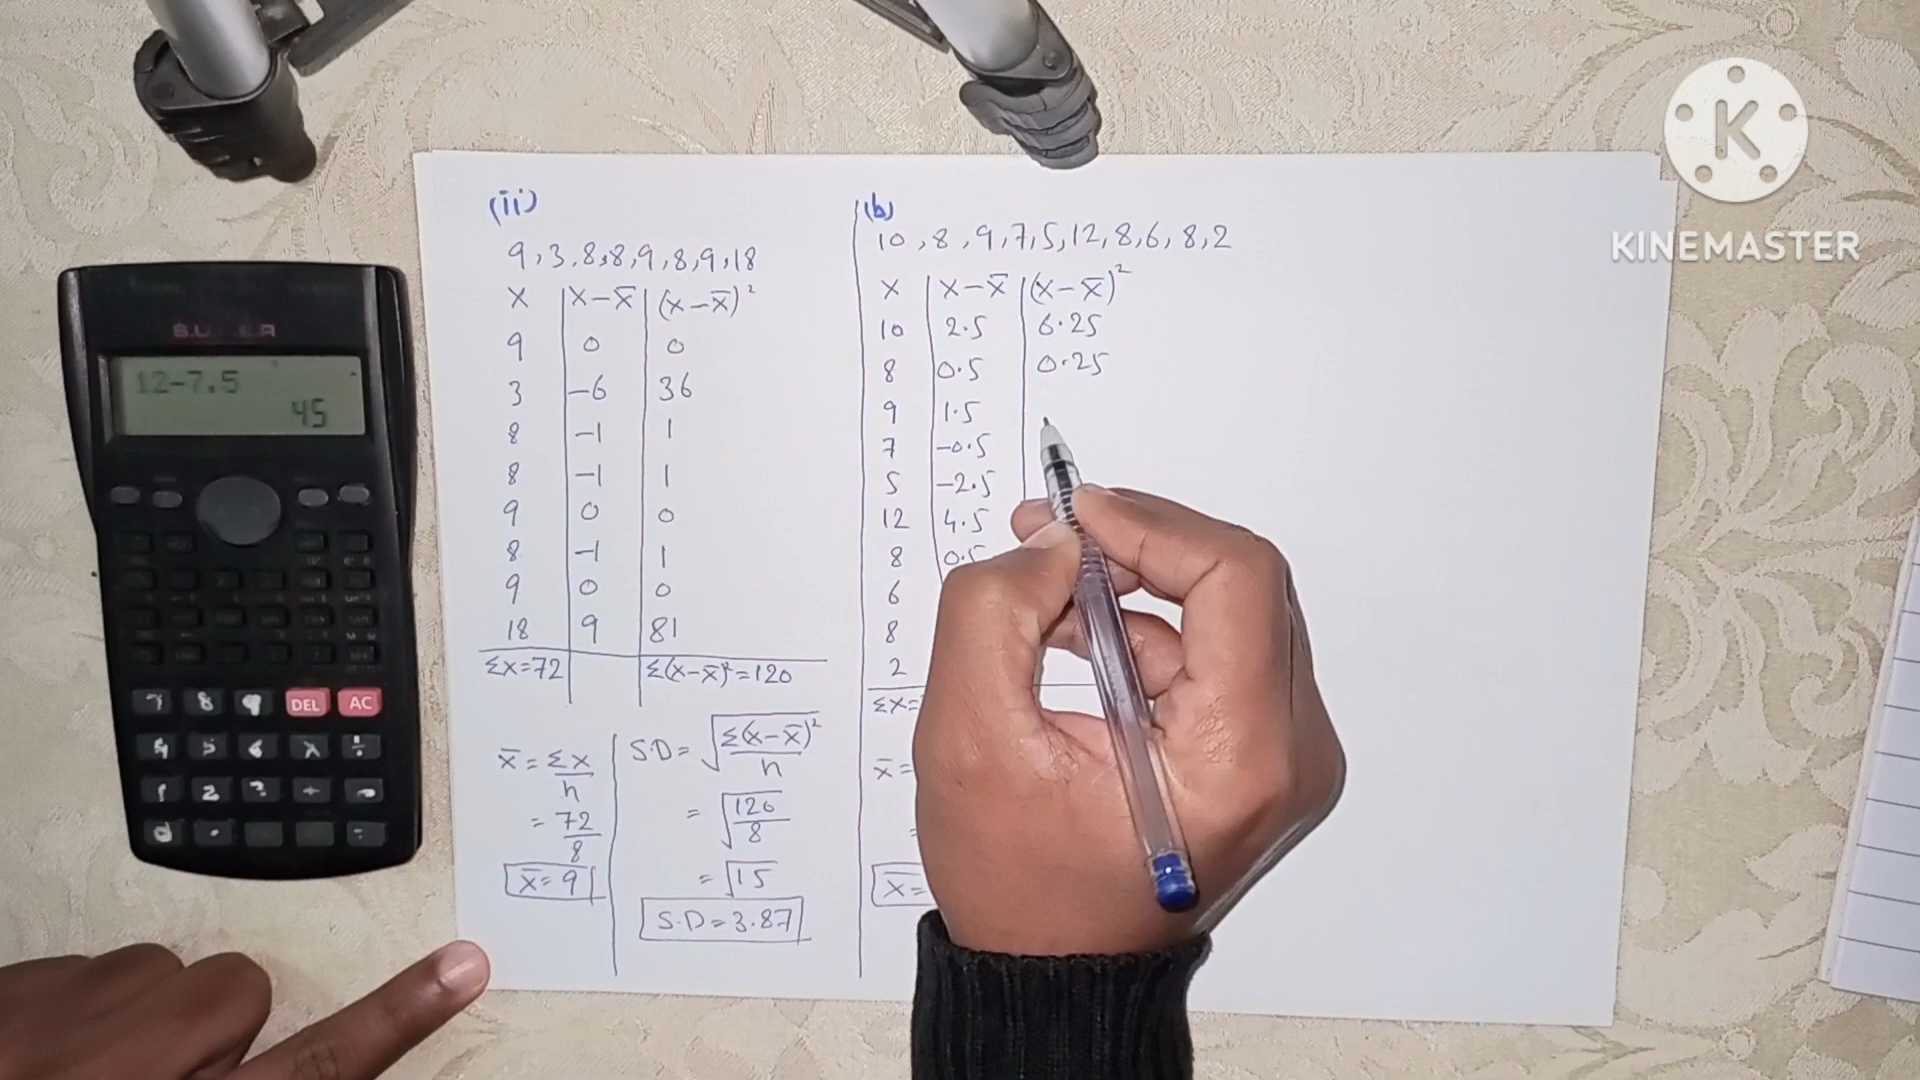 KINEMASTER
(ii)
9,3,8,8,9,8,9,18
x | x-x̄ | (x-x̄)²
9 | 0 | 0
3 | -6 | 36
8 | -1 | 1
8 | -1 | 1
9 | 0 | 0
8 | -1 | 1
9 | 0 | 0
18 | 9 | 81
Σx=72 | Σ(x-x̄)²=120
x̄ = Σx/n
= 72/8
x̄ = 9
S.D = √(Σ(x-x̄)²/n)
= √(120/8)
= √15
S.D = 3.87
(b)
10,8,9,7,5,12,8,6,8,2
x | x-x̄ | (x-x̄)²
10 | 2.5 | 6.25
8 | 0.5 | 0.25
9 | 1.5
7 | -0.5
5 | -2.5
12 | 4.5
8 | 0.5
6
8
2
Σx=
x̄ =
=
x̄ =
12-7.5
45
DEL AC